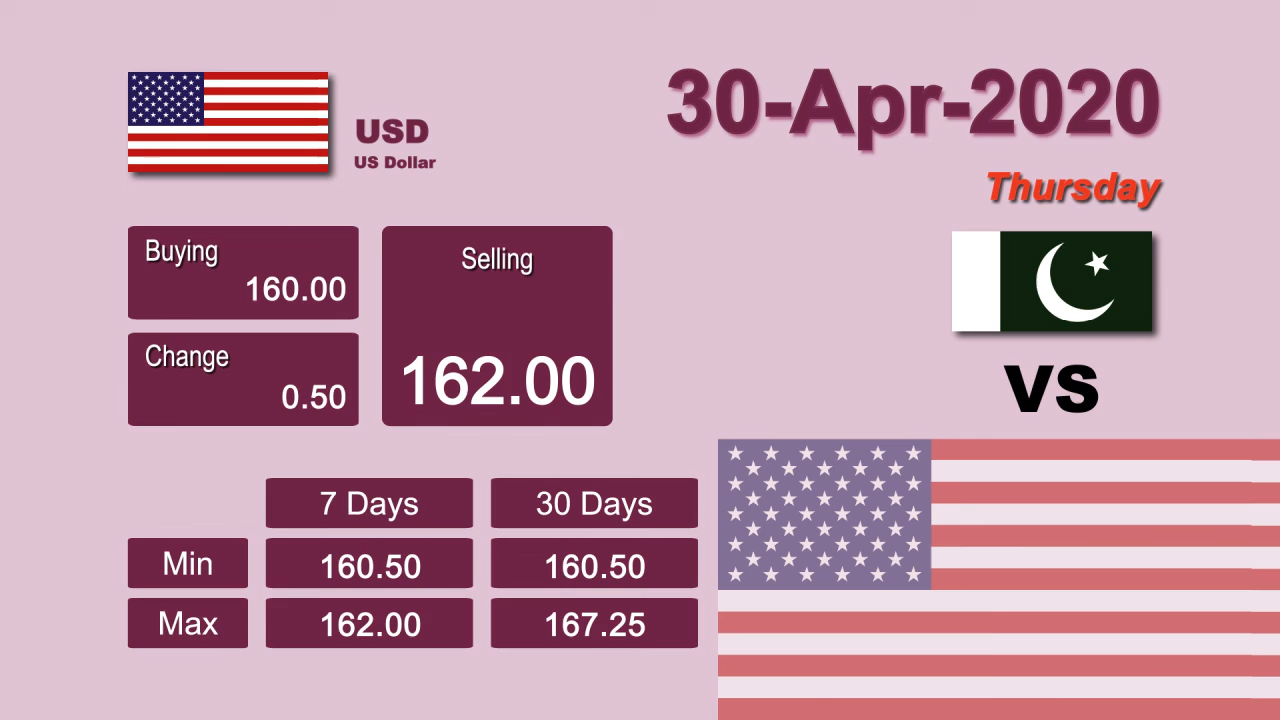 30-Apr-2020
USD
US Dollar
Thursday
Buying
160.00
Selling
162.00
Change
0.50
VS
7 Days 30 Days
Min 160.50 160.50
Max 162.00 167.25